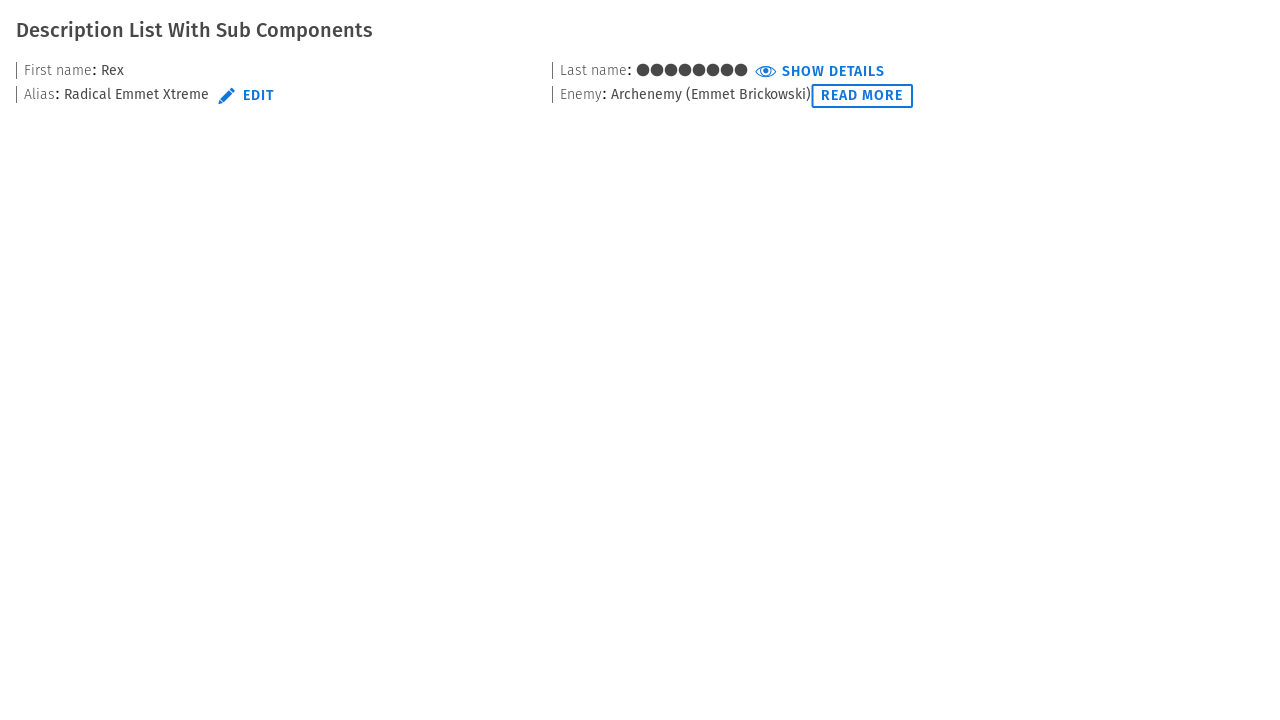 Description List With Sub Components
First name: Rex
Last name: ●●●●●●●● SHOW DETAILS
Alias: Radical Emmet Xtreme EDIT
Enemy: Archenemy (Emmet Brickowski) READ MORE